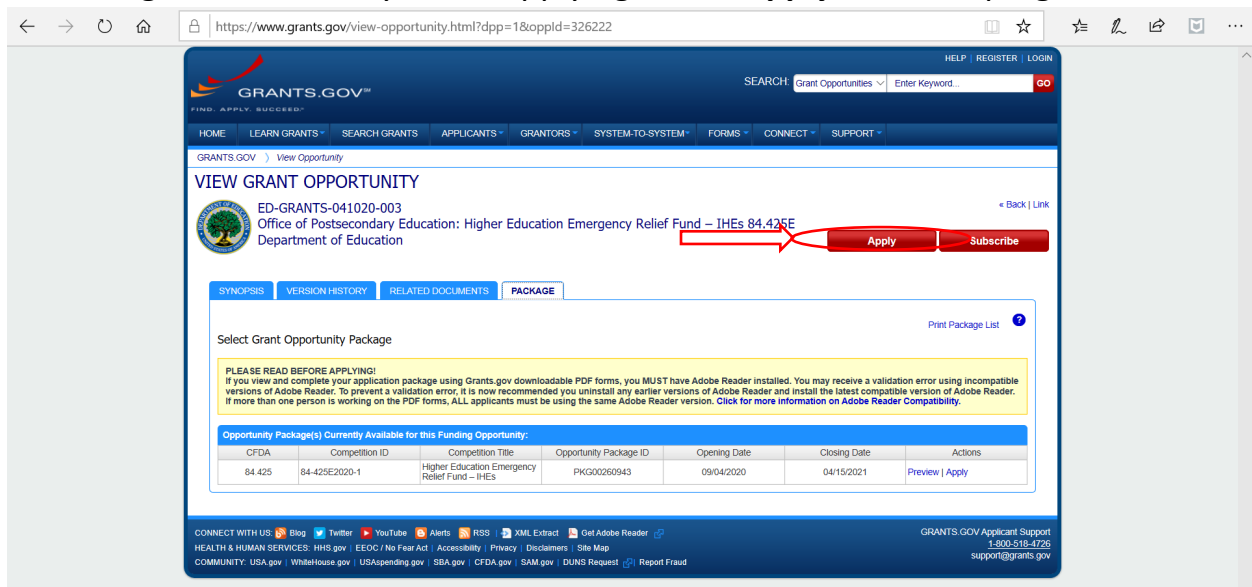 https://www.grants.gov/view-opportunity.html?dpp=1&oppId=326222
HELP | REGISTER | LOGIN
GRANTS.GOV℠
SEARCH: Grant Opportunities Enter Keyword... GO
FIND. APPLY. SUCCEED.℠
HOME LEARN GRANTS SEARCH GRANTS APPLICANTS GRANTORS SYSTEM-TO-SYSTEM FORMS CONNECT SUPPORT
GRANTS.GOV View Opportunity
VIEW GRANT OPPORTUNITY
ED-GRANTS-041020-003
« Back | Link
Office of Postsecondary Education: Higher Education Emergency Relief Fund – IHEs 84.425E
Department of Education
Apply Subscribe
SYNOPSIS VERSION HISTORY RELATED DOCUMENTS PACKAGE
Print Package List ?
Select Grant Opportunity Package
PLEASE READ BEFORE APPLYING!
If you view and complete your application package using Grants.gov downloadable PDF forms, you MUST have Adobe Reader installed. You may receive a validation error using incompatible
versions of Adobe Reader. To prevent a validation error, it is now recommended you uninstall any earlier versions of Adobe Reader and install the latest compatible version of Adobe Reader.
If more than one person is working on the PDF forms, ALL applicants must be using the same Adobe Reader version. Click for more information on Adobe Reader Compatibility.
Opportunity Package(s) Currently Available for this Funding Opportunity:
CFDA Competition ID Competition Title Opportunity Package ID Opening Date Closing Date Actions
84.425 84-425E2020-1 Higher Education Emergency Relief Fund – IHEs PKG00260943 09/04/2020 04/15/2021 Preview | Apply
CONNECT WITH US: Blog Twitter YouTube Alerts RSS | XML Extract Get Adobe Reader
GRANTS.GOV Applicant Support
HEALTH & HUMAN SERVICES: HHS.gov | EEOC / No Fear Act | Accessibility | Privacy | Disclaimers | Site Map
1-800-518-4726
COMMUNITY: USA.gov | WhiteHouse.gov | USAspending.gov | SBA.gov | CFDA.gov | SAM.gov | DUNS Request | Report Fraud
support@grants.gov